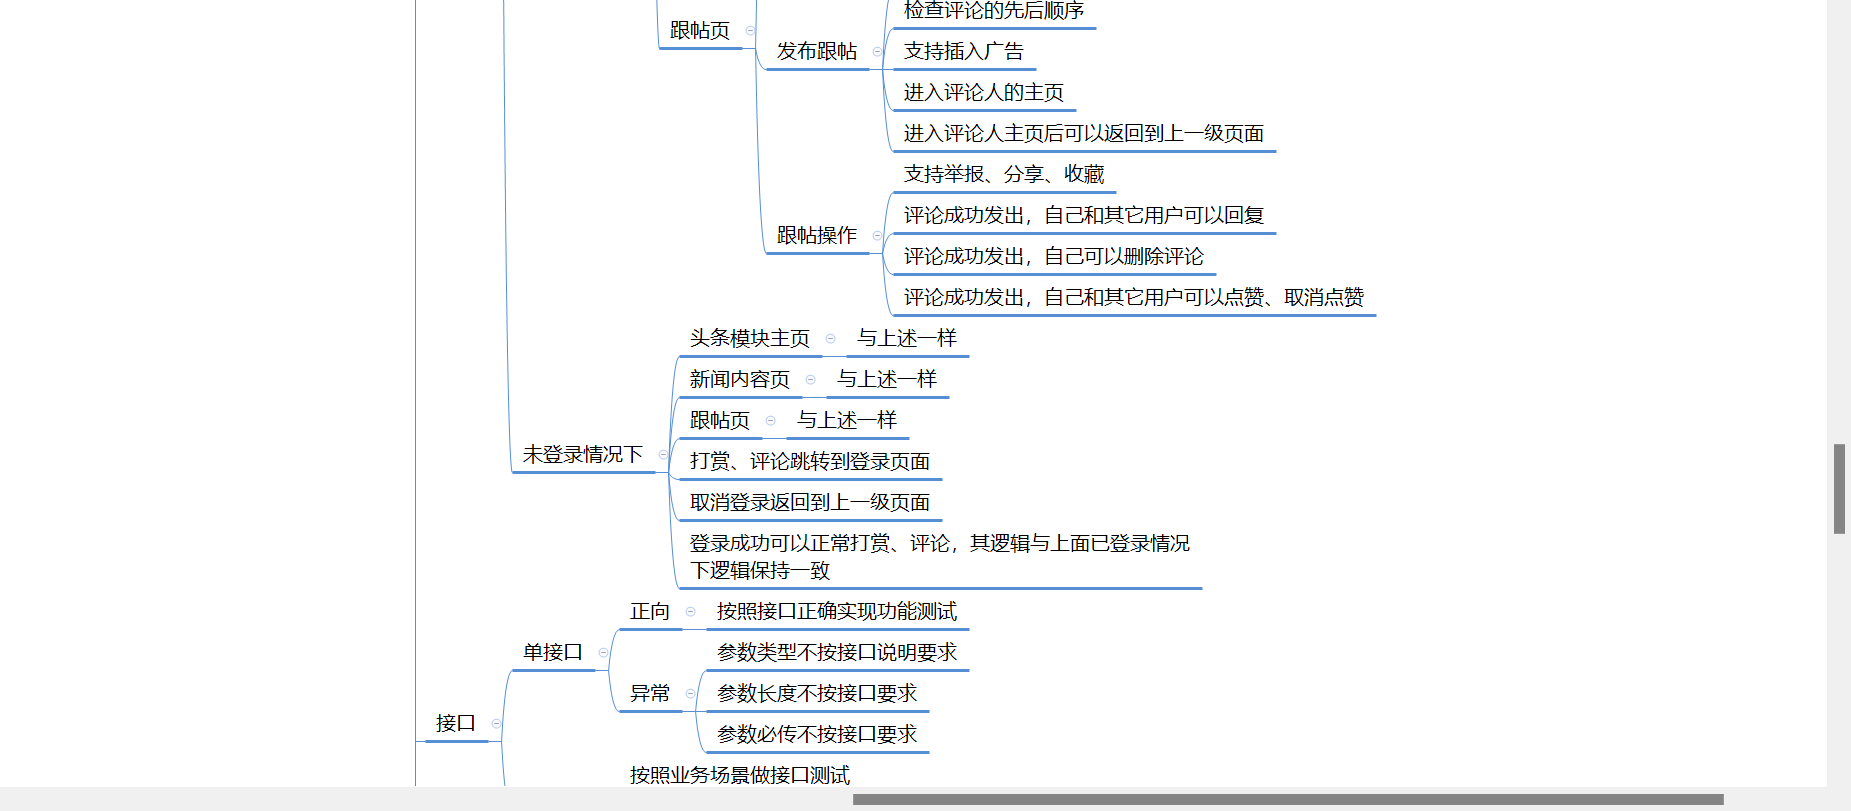 检查评论的先后顺序
跟帖页
发布跟帖
支持插入广告
进入评论人的主页
进入评论人主页后可以返回到上一级页面
支持举报、分享、收藏
评论成功发出，自己和其它用户可以回复
跟帖操作
评论成功发出，自己可以删除评论
评论成功发出，自己和其它用户可以点赞、取消点赞
头条模块主页 与上述一样
新闻内容页 与上述一样
跟帖页 与上述一样
未登录情况下
打赏、评论跳转到登录页面
取消登录返回到上一级页面
登录成功可以正常打赏、评论，其逻辑与上面已登录情况
下逻辑保持一致
正向 按照接口正确实现功能测试
单接口
参数类型不按接口说明要求
异常
参数长度不按接口要求
接口
参数必传不按接口要求
按照业务场景做接口测试